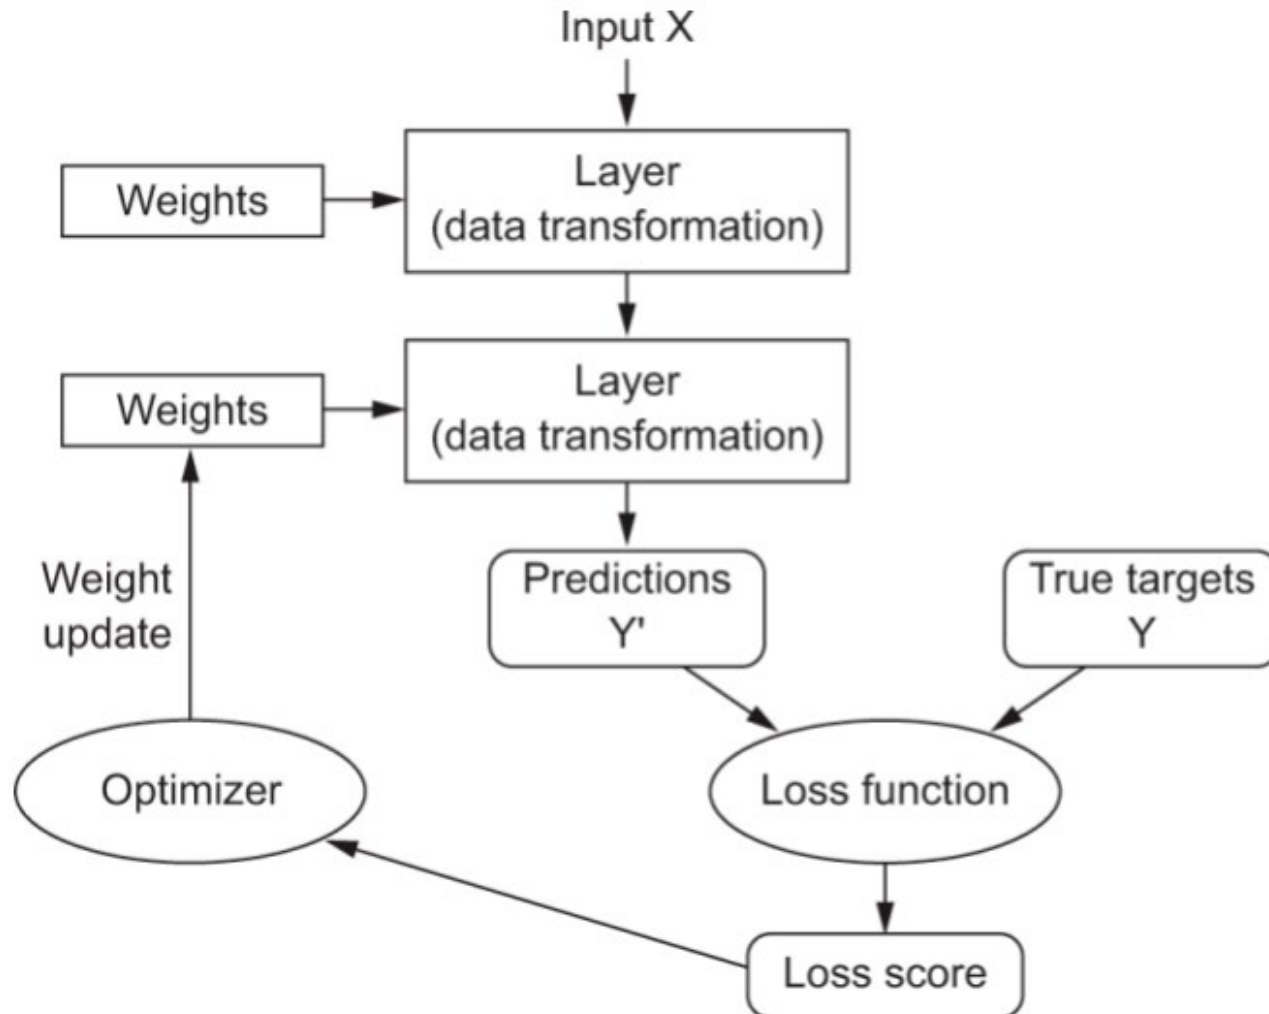 Input X
Weights
Layer
(data transformation)
Weights
Layer
(data transformation)
Weight
update
Predictions
Y'
True targets
Y
Optimizer
Loss function
Loss score